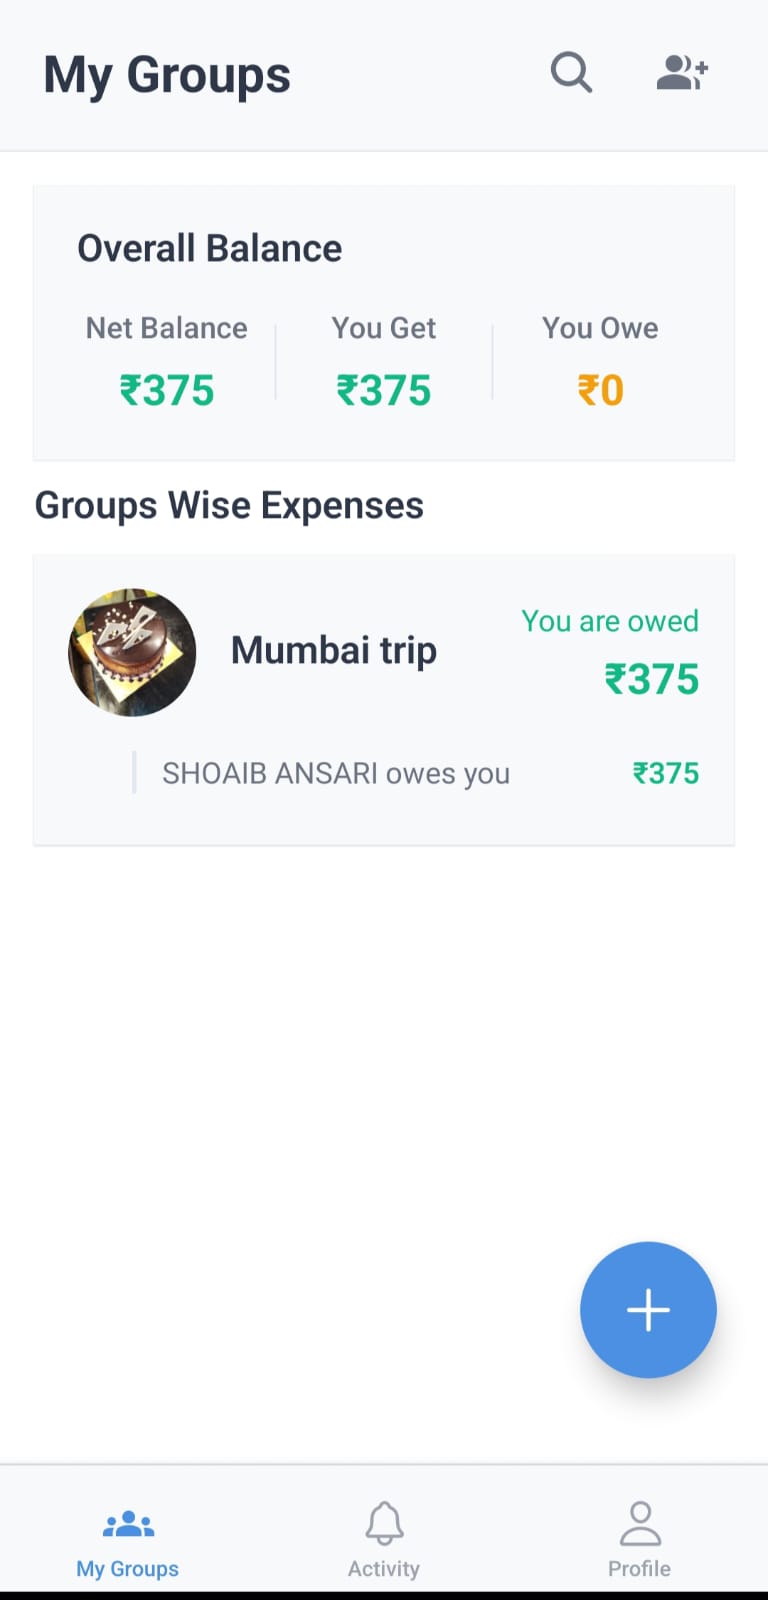 My Groups
Overall Balance
Net Balance
You Get
You Owe
₹375
₹375
₹0
Groups Wise Expenses
You are owed
Mumbai trip
₹375
SHOAIB ANSARI owes you
₹375
My Groups
Activity
Profile